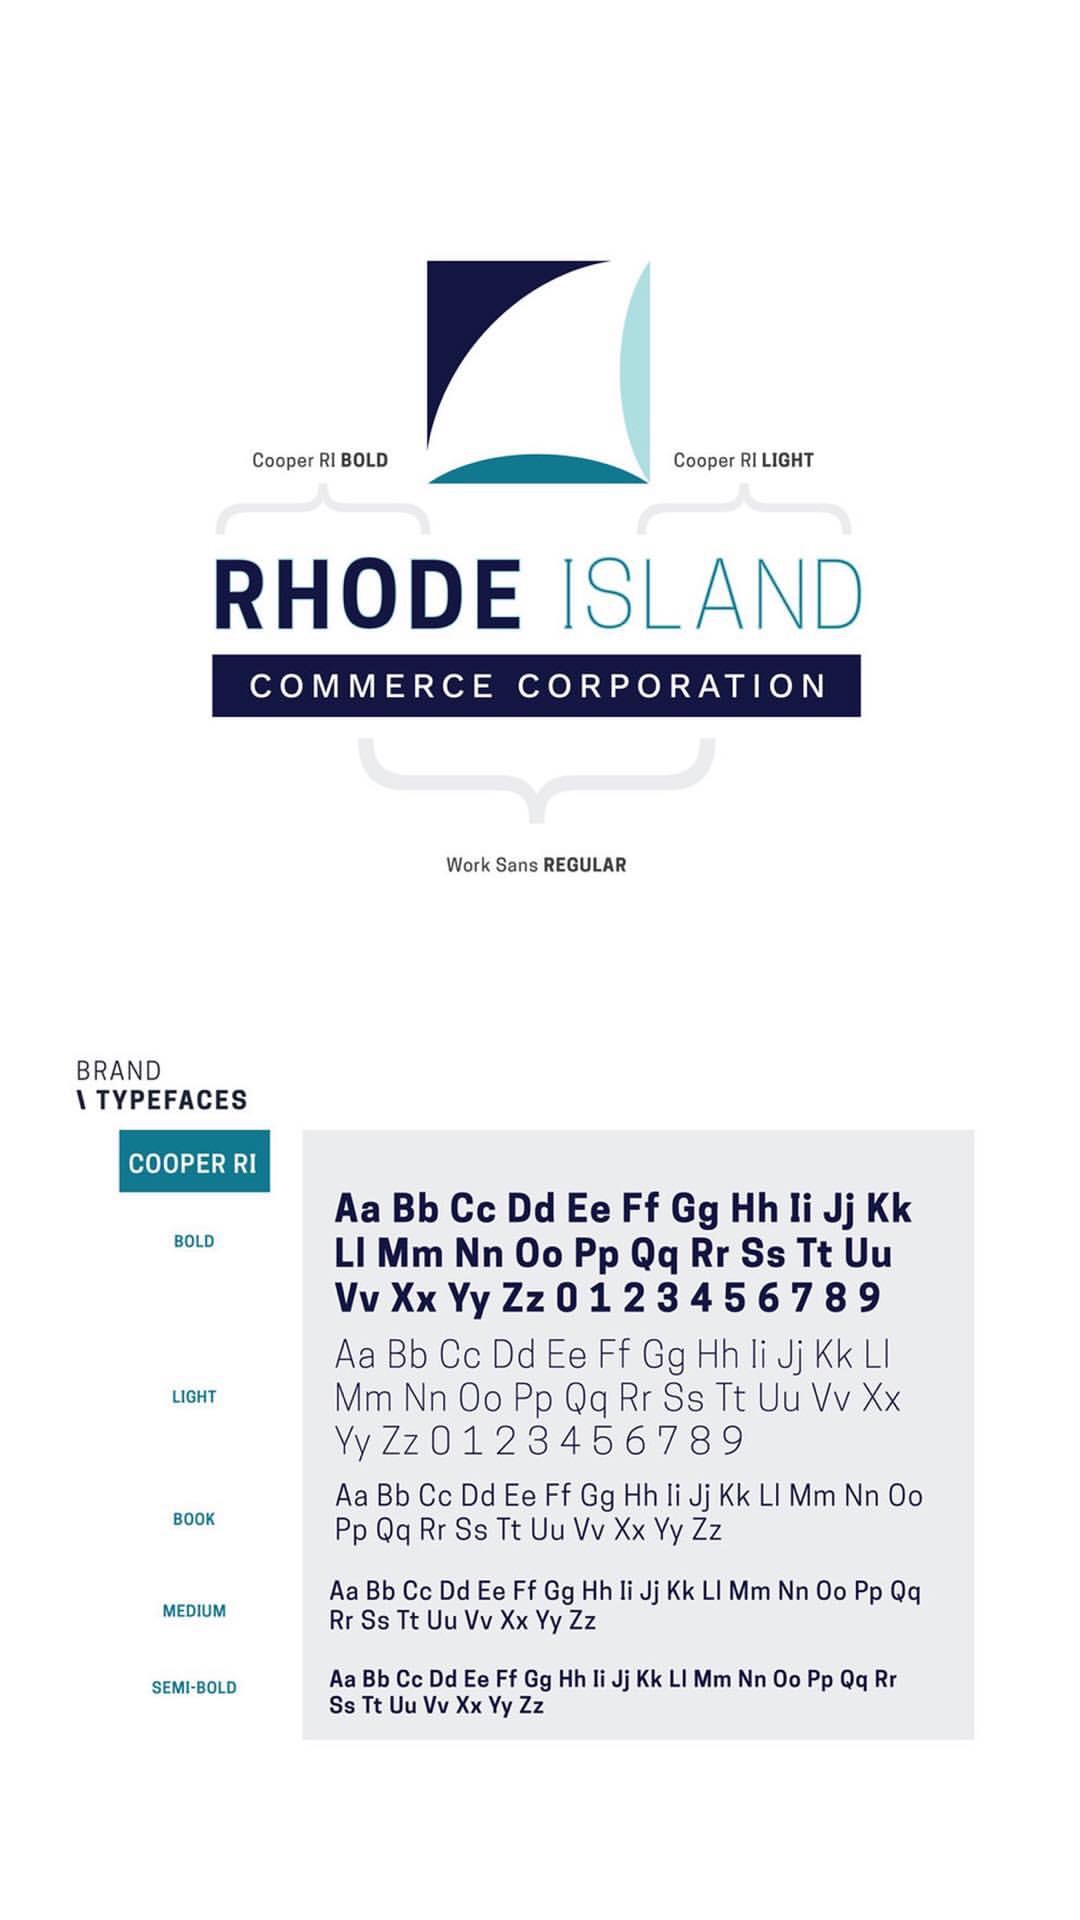 Cooper RI BOLD
Cooper RI LIGHT
RHODE ISLAND
COMMERCE CORPORATION
Work Sans REGULAR
BRAND
\ TYPEFACES
COOPER RI
BOLD
Aa Bb Cc Dd Ee Ff Gg Hh Ii Jj Kk
Ll Mm Nn Oo Pp Qq Rr Ss Tt Uu
Vv Xx Yy Zz 0 1 2 3 4 5 6 7 8 9
LIGHT
Aa Bb Cc Dd Ee Ff Gg Hh Ii Jj Kk Ll
Mm Nn Oo Pp Qq Rr Ss Tt Uu Vv Xx
Yy Zz 0 1 2 3 4 5 6 7 8 9
BOOK
Aa Bb Cc Dd Ee Ff Gg Hh Ii Jj Kk Ll Mm Nn Oo
Pp Qq Rr Ss Tt Uu Vv Xx Yy Zz
MEDIUM
Aa Bb Cc Dd Ee Ff Gg Hh Ii Jj Kk Ll Mm Nn Oo Pp Qq
Rr Ss Tt Uu Vv Xx Yy Zz
SEMI-BOLD
Aa Bb Cc Dd Ee Ff Gg Hh Ii Jj Kk Ll Mm Nn Oo Pp Qq Rr
Ss Tt Uu Vv Xx Yy Zz